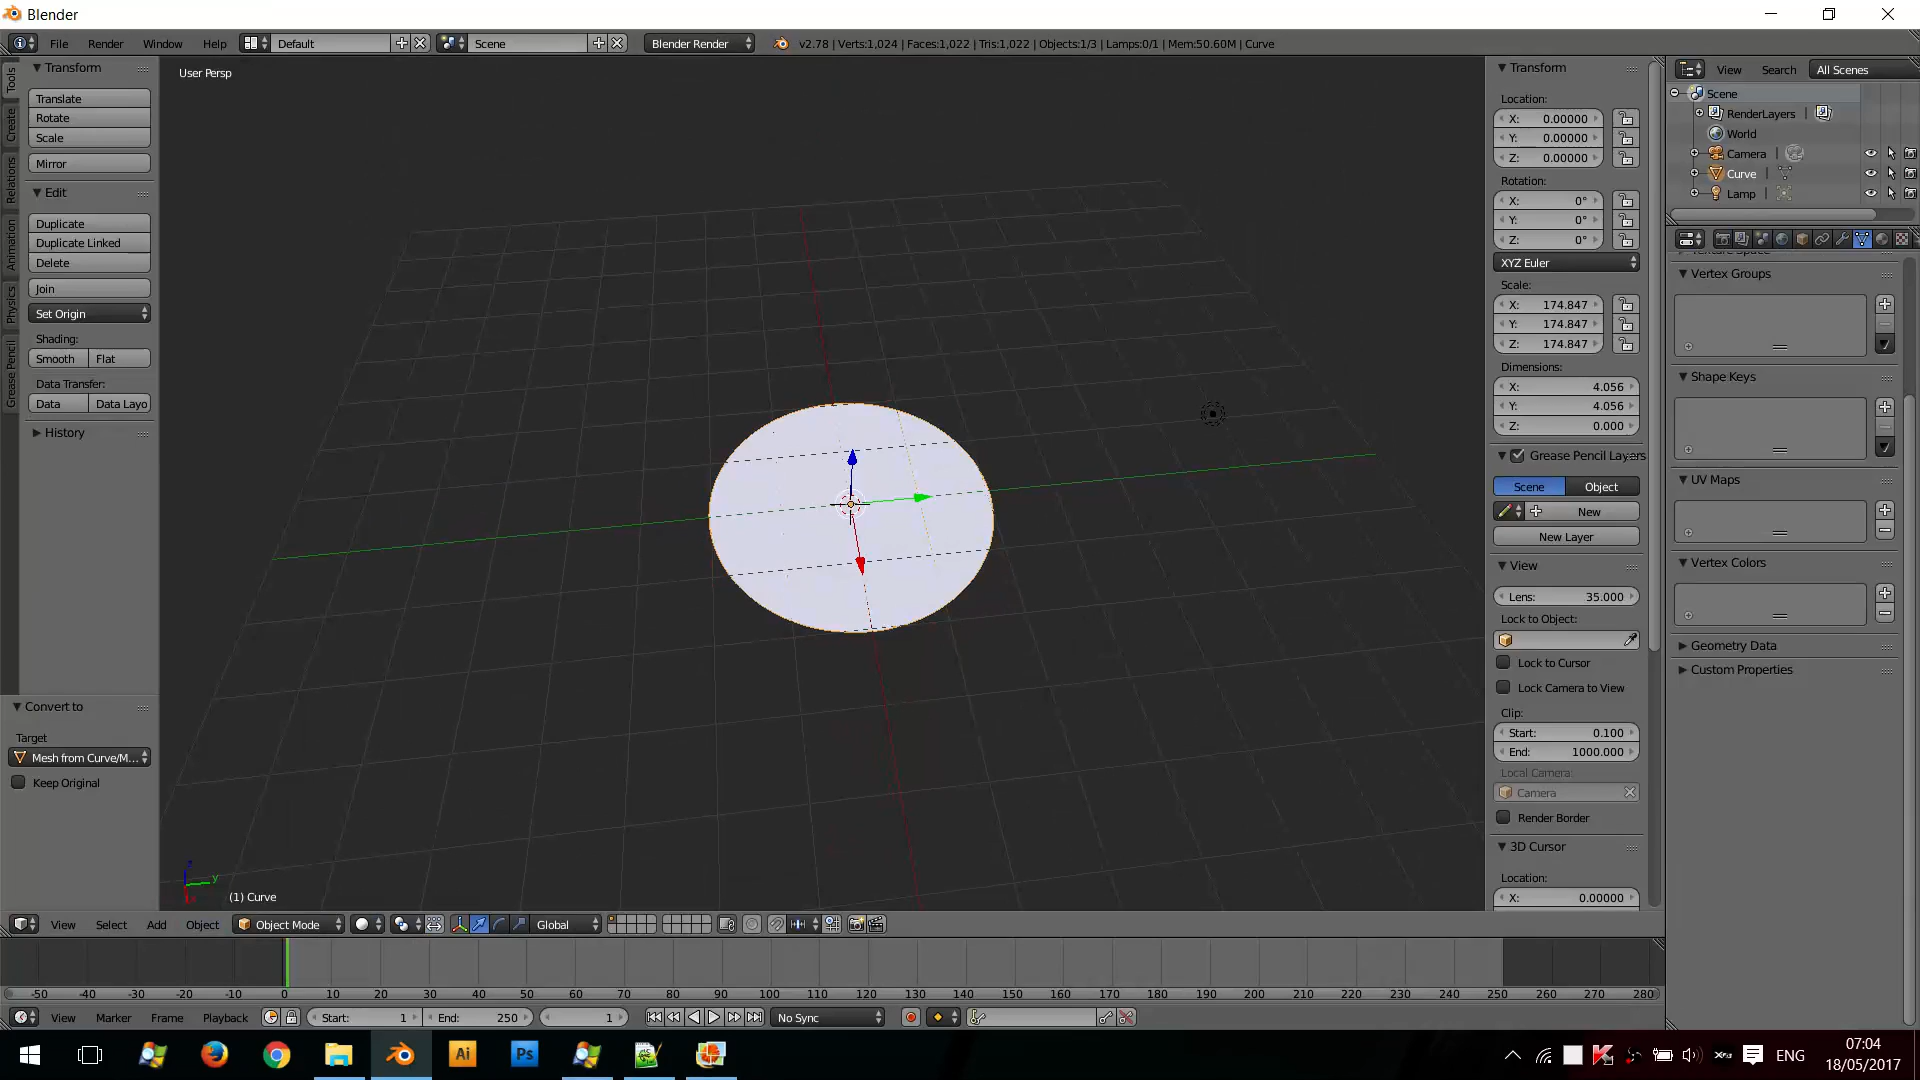 Blender
File Render Window Help Default Scene Blender Render v2.78 | Verts:1,024 | Faces:1,022 | Tris:1,022 | Objects:1/3 | Lamps:0/1 | Mem:50.60M | Curve
Tools
Create
Relations
Animation
Physics
Grease Pencil
Transform
Translate
Rotate
Scale
Mirror
Edit
Duplicate
Duplicate Linked
Delete
Join
Set Origin
Shading:
Smooth Flat
Data Transfer:
Data Data Layo
History
Convert to
Target
Mesh from Curve/M...
Keep Original
User Persp
z
y
(1) Curve
Transform
Location:
X: 0.00000
Y: 0.00000
Z: 0.00000
Rotation:
X: 0°
Y: 0°
Z: 0°
XYZ Euler
Scale:
X: 174.847
Y: 174.847
Z: 174.847
Dimensions:
X: 4.056
Y: 4.056
Z: 0.000
Grease Pencil Layers
Scene Object
New
New Layer
View
Lens: 35.000
Lock to Object:
Lock to Cursor
Lock Camera to View
Clip:
Start: 0.100
End: 1000.000
Local Camera:
Camera
Render Border
3D Cursor
Location:
X: 0.00000
View Search All Scenes
Scene
RenderLayers |
World
Camera |
Curve |
Lamp |
Vertex Groups
Shape Keys
UV Maps
Vertex Colors
Geometry Data
Custom Properties
View Select Add Object Object Mode Global
-50 -40 -30 -20 -10 0 10 20 30 40 50 60 70 80 90 100 110 120 130 140 150 160 170 180 190 200 210 220 230 240 250 260 270 280
View Marker Frame Playback Start: 1 End: 250 1 No Sync
Ai Ps ENG 07:04
18/05/2017